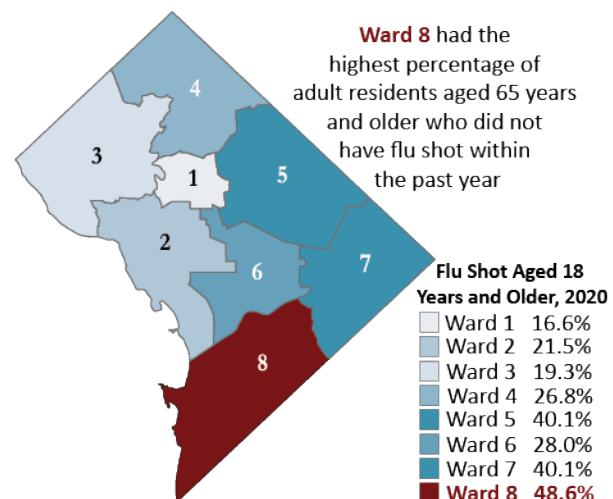 Ward 8 had the
highest percentage of
adult residents aged 65 years
and older who did not
have flu shot within
the past year
4
3
1
5
2
6
7
8
Flu Shot Aged 18
Years and Older, 2020
Ward 1 16.6%
Ward 2 21.5%
Ward 3 19.3%
Ward 4 26.8%
Ward 5 40.1%
Ward 6 28.0%
Ward 7 40.1%
Ward 8 48.6%